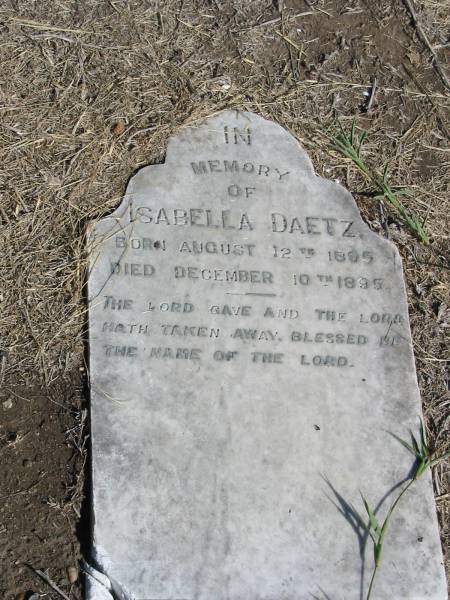 IN
MEMORY
OF
ISABELLA DAETZ
BORN AUGUST 12TH 1895
DIED DECEMBER 10TH 1895.
THE LORD GAVE AND THE LORD
HATH TAKEN AWAY. BLESSED BE
THE NAME OF THE LORD.